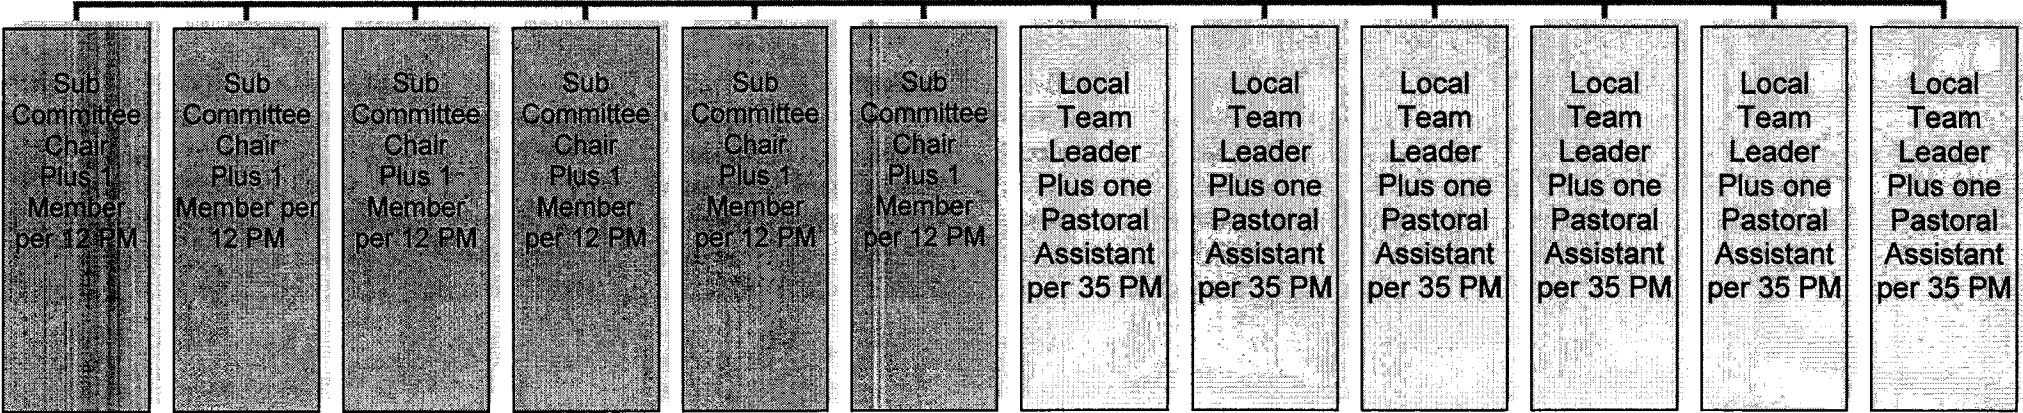 Sub
Committee
Chair
Plus 1
Member
per 12 PM
Sub
Committee
Chair
Plus 1
Member per
12 PM
Sub
Committee
Chair
Plus 1
Member
per 12 PM
Sub
Committee
Chair
Plus 1
Member
per 12 PM
Sub
Committee
Chair
Plus 1
Member
per 12 PM
Sub
Committee
Chair
Plus 1
Member
per 12 PM
Local
Team
Leader
Plus one
Pastoral
Assistant
per 35 PM
Local
Team
Leader
Plus one
Pastoral
Assistant
per 35 PM
Local
Team
Leader
Plus one
Pastoral
Assistant
per 35 PM
Local
Team
Leader
Plus one
Pastoral
Assistant
per 35 PM
Local
Team
Leader
Plus one
Pastoral
Assistant
per 35 PM
Local
Team
Leader
Plus one
Pastoral
Assistant
per 35 PM